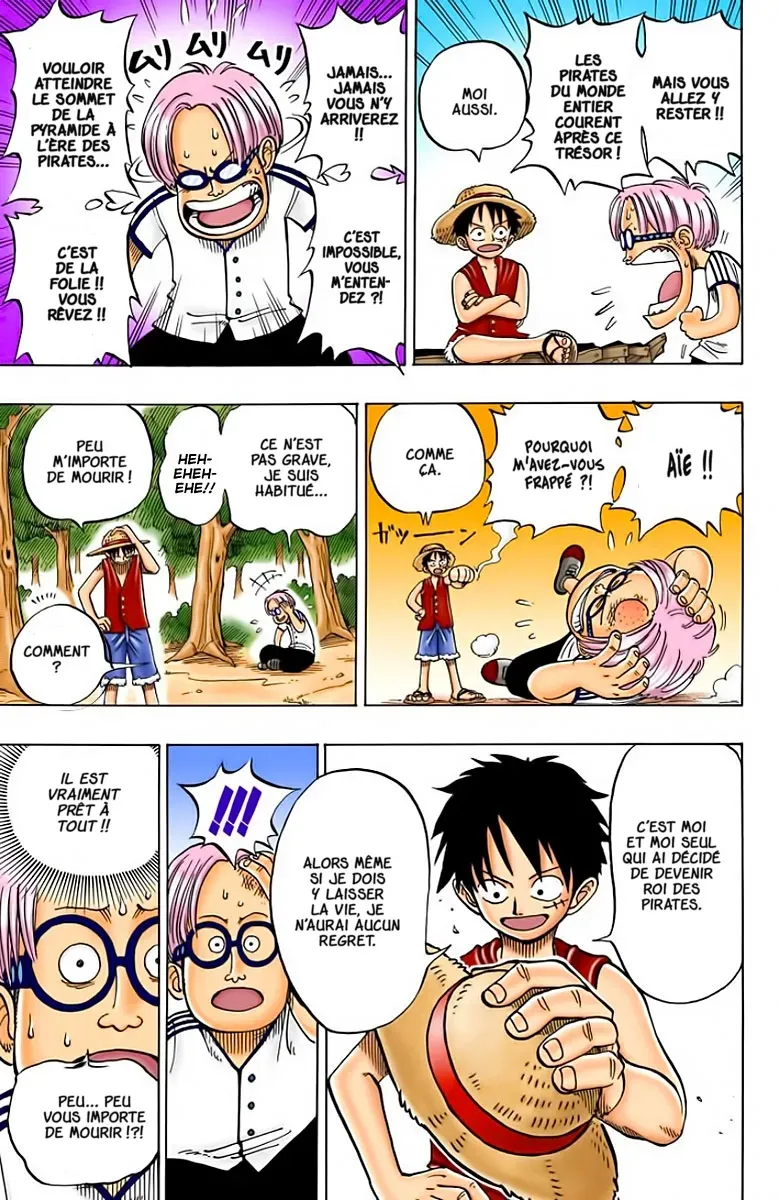 MAIS VOUS
ALLEZ Y
RESTER !!
LES
PIRATES
DU MONDE
ENTIER
COURENT
APRÈS CE
TRÉSOR !
MOI
AUSSI.
ムリ ムリ ムリ
JAMAIS...
JAMAIS
VOUS N'Y
ARRIVEREZ
!!
C'EST
IMPOSSIBLE,
VOUS
M'ENTEN-
DEZ ?!
VOULOIR
ATTEINDRE
LE SOMMET
DE LA
PYRAMIDE À
L'ÈRE DES
PIRATES...
C'EST
DE LA
FOLIE !!
VOUS
RÊVEZ !!
AÏE !!
POURQUOI
M'AVEZ-VOUS
FRAPPÉ ?!
COMME
ÇA.
ガツーーン
CE N'EST
PAS GRAVE,
JE SUIS
HABITUÉ...
HEH-
EHEH-
EHE!!
PEU
M'IMPORTE
DE MOURIR !
COMMENT
?
C'EST MOI
ET MOI SEUL
QUI AI DÉCIDÉ
DE DEVENIR
ROI DES
PIRATES.
ALORS MÊME
SI JE DOIS
Y LAISSER
LA VIE, JE
N'AURAI AUCUN
REGRET.
!!!
IL EST
VRAIMENT
PRÊT À
TOUT !!
PEU... PEU
VOUS IMPORTE
DE MOURIR !?!